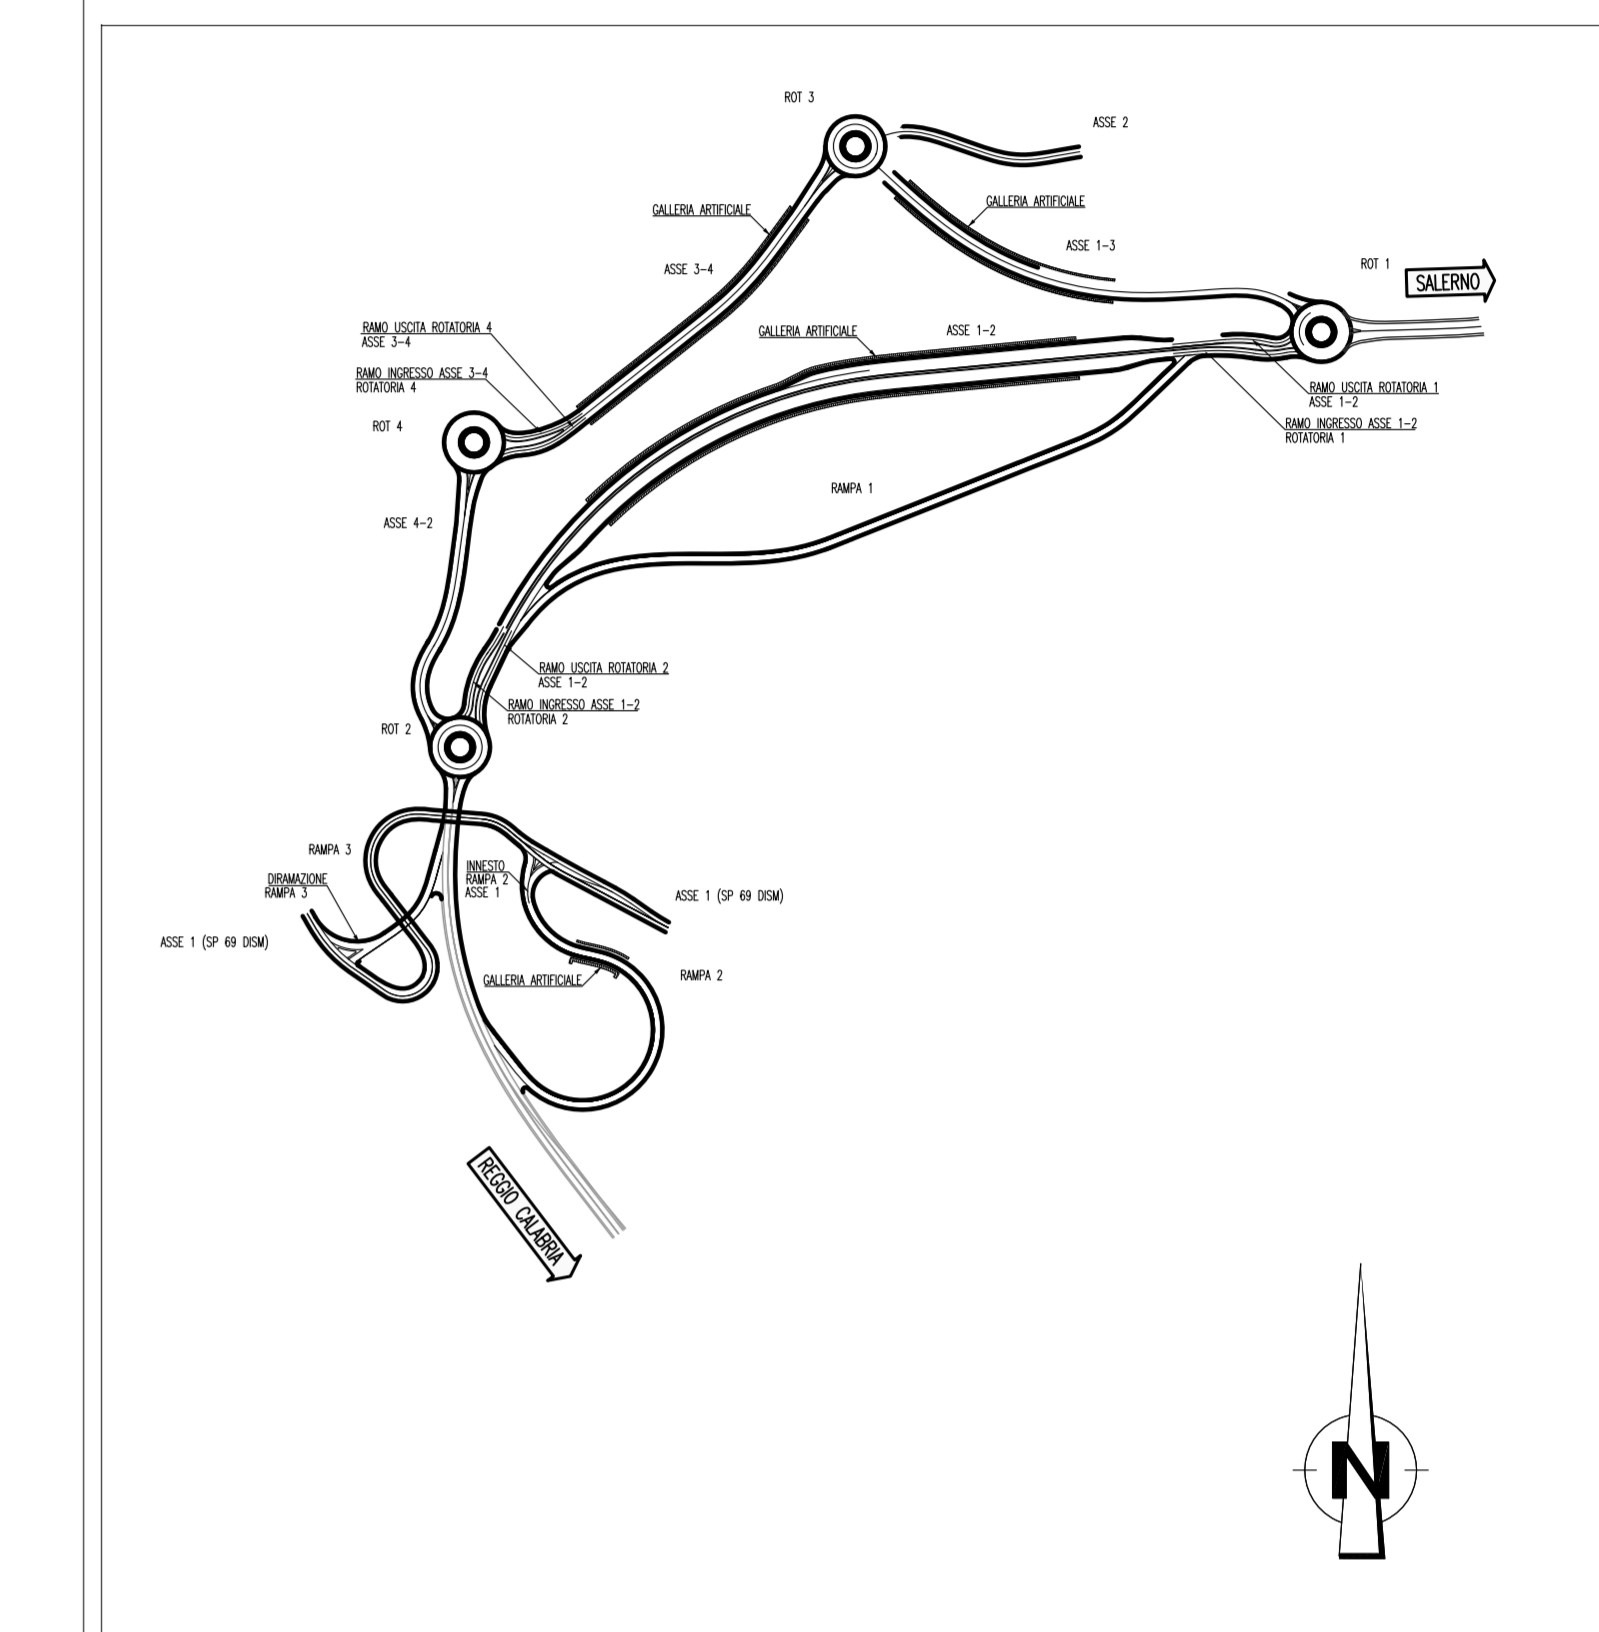 ROT 3
ASSE 2
GALLERIA ARTIFICIALE
GALLERIA ARTIFICIALE
ASSE 1-3
ASSE 3-4
ROT 1
SALERNO
RAMO USCITA ROTATORIA 4
ASSE 3-4
GALLERIA ARTIFICIALE
ASSE 1-2
RAMO INGRESSO ASSE 3-4
ROTATORIA 4
RAMO USCITA ROTATORIA 1
ASSE 1-2
ROT 4
RAMO INGRESSO ASSE 1-2
ROTATORIA 1
RAMPA 1
ASSE 4-2
RAMO USCITA ROTATORIA 2
ASSE 1-2
RAMO INGRESSO ASSE 1-2
ROTATORIA 2
ROT 2
RAMPA 3
INNESTO
RAMPA 2
ASSE 1
DIRAMAZIONE
RAMPA 3
ASSE 1 (SP 69 DISM)
ASSE 1 (SP 69 DISM)
GALLERIA ARTIFICIALE
RAMPA 2
REGGIO CALABRIA
N